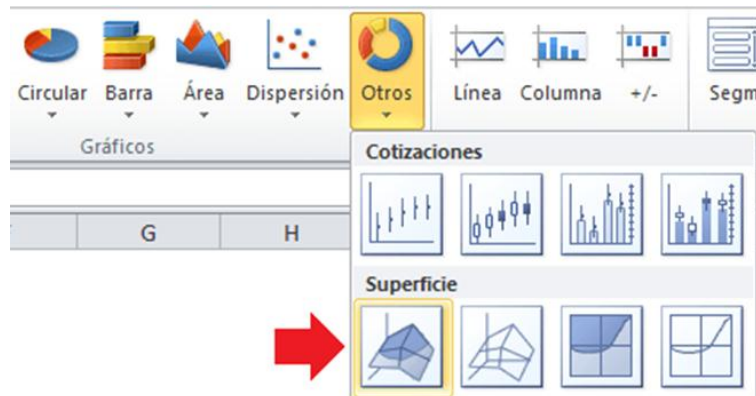 Circular Barra Área Dispersión Otros Línea Columna +/- Segm
Gráficos
Cotizaciones
G H
Superficie